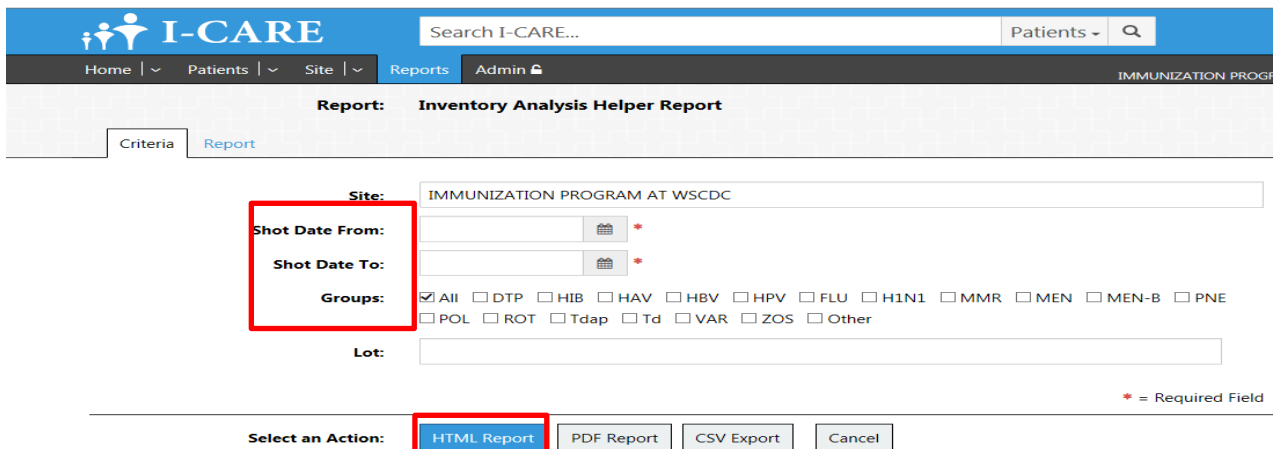 I-CARE
Search I-CARE... Patients
Home Patients Site Reports Admin
IMMUNIZATION PROGR
Report: Inventory Analysis Helper Report
Criteria Report
Site: IMMUNIZATION PROGRAM AT WSCDC
Shot Date From: *
Shot Date To: *
Groups: All DTP HIB HAV HBV HPV FLU H1N1 MMR MEN MEN-B PNE
POL ROT Tdap Td VAR ZOS Other
Lot:
* = Required Field
Select an Action: HTML Report PDF Report CSV Export Cancel